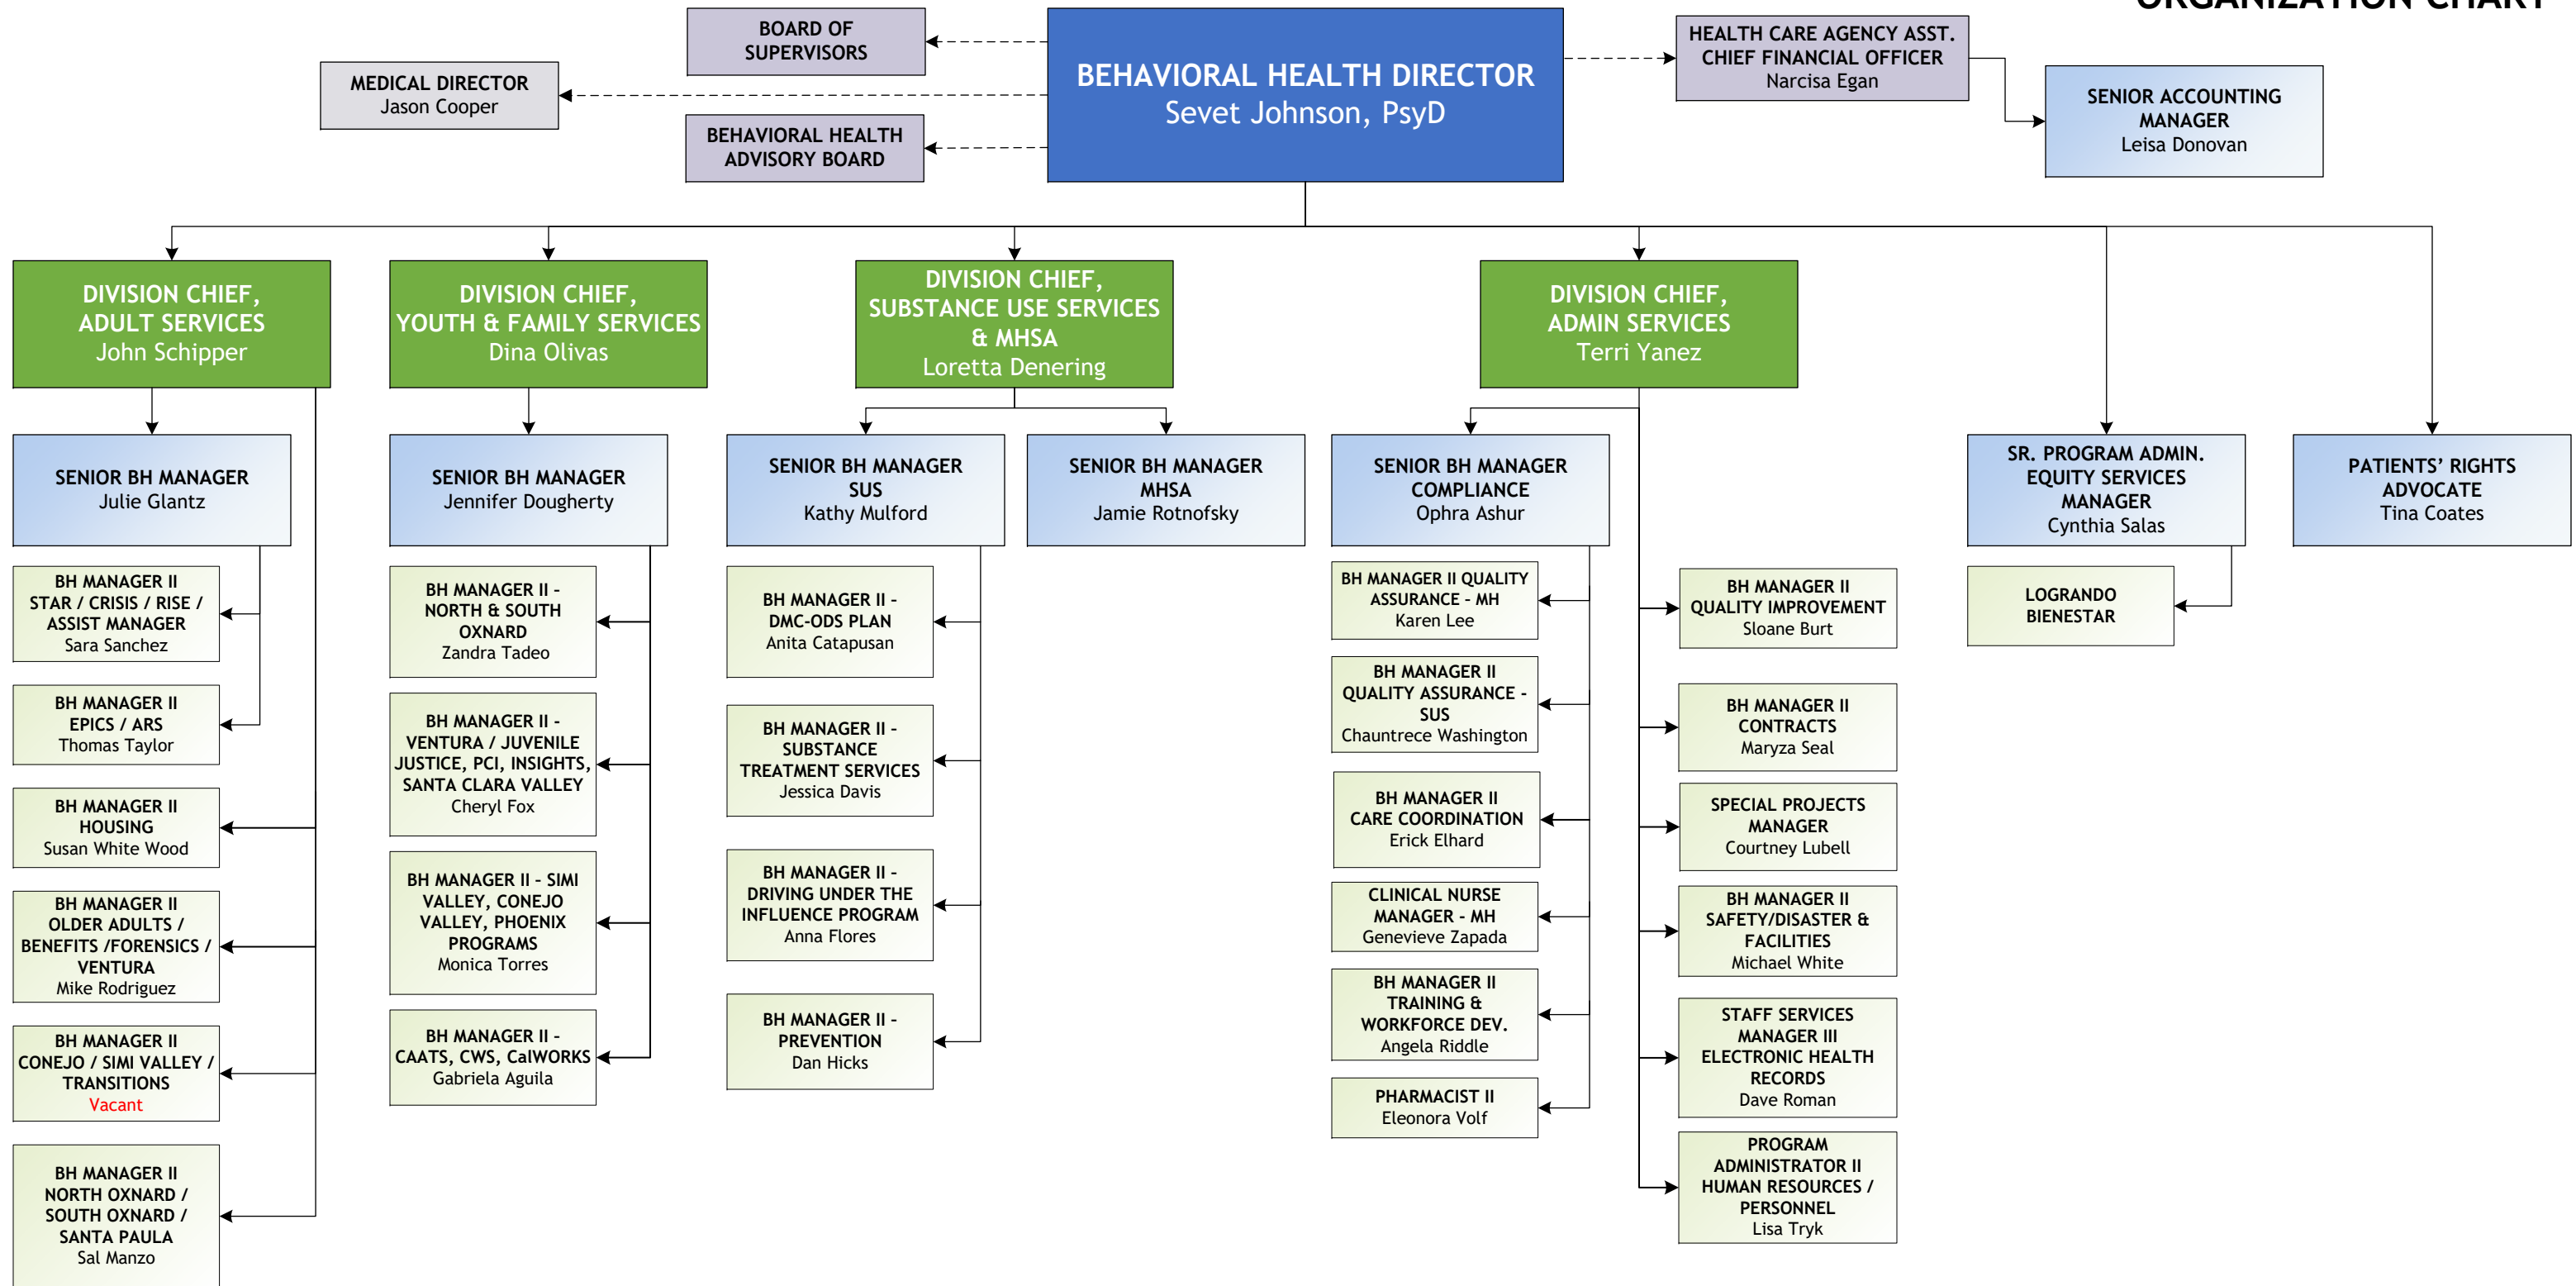 ORGANIZATION CHART
BOARD OF
SUPERVISORS
MEDICAL DIRECTOR
Jason Cooper
BEHAVIORAL HEALTH
ADVISORY BOARD
BEHAVIORAL HEALTH DIRECTOR
Sevet Johnson, PsyD
HEALTH CARE AGENCY ASST.
CHIEF FINANCIAL OFFICER
Narcisa Egan
SENIOR ACCOUNTING
MANAGER
Leisa Donovan
DIVISION CHIEF,
ADULT SERVICES
John Schipper
DIVISION CHIEF,
YOUTH & FAMILY SERVICES
Dina Olivas
DIVISION CHIEF,
SUBSTANCE USE SERVICES
& MHSA
Loretta Denering
DIVISION CHIEF,
ADMIN SERVICES
Terri Yanez
SENIOR BH MANAGER
Julie Glantz
SENIOR BH MANAGER
Jennifer Dougherty
SENIOR BH MANAGER
SUS
Kathy Mulford
SENIOR BH MANAGER
MHSA
Jamie Rotnofsky
SENIOR BH MANAGER
COMPLIANCE
Ophra Ashur
SR. PROGRAM ADMIN.
EQUITY SERVICES
MANAGER
Cynthia Salas
PATIENTS’ RIGHTS
ADVOCATE
Tina Coates
BH MANAGER II
STAR / CRISIS / RISE /
ASSIST MANAGER
Sara Sanchez
BH MANAGER II
EPICS / ARS
Thomas Taylor
BH MANAGER II
HOUSING
Susan White Wood
BH MANAGER II
OLDER ADULTS /
BENEFITS /FORENSICS /
VENTURA
Mike Rodriguez
BH MANAGER II
CONEJO / SIMI VALLEY /
TRANSITIONS
Vacant
BH MANAGER II
NORTH OXNARD /
SOUTH OXNARD /
SANTA PAULA
Sal Manzo
BH MANAGER II –
NORTH & SOUTH
OXNARD
Zandra Tadeo
BH MANAGER II –
VENTURA / JUVENILE
JUSTICE, PCI, INSIGHTS,
SANTA CLARA VALLEY
Cheryl Fox
BH MANAGER II – SIMI
VALLEY, CONEJO
VALLEY, PHOENIX
PROGRAMS
Monica Torres
BH MANAGER II –
CAATS, CWS, CalWORKS
Gabriela Aguila
BH MANAGER II –
DMC-ODS PLAN
Anita Catapusan
BH MANAGER II –
SUBSTANCE
TREATMENT SERVICES
Jessica Davis
BH MANAGER II –
DRIVING UNDER THE
INFLUENCE PROGRAM
Anna Flores
BH MANAGER II –
PREVENTION
Dan Hicks
BH MANAGER II QUALITY
ASSURANCE – MH
Karen Lee
BH MANAGER II
QUALITY ASSURANCE –
SUS
Chauntrece Washington
BH MANAGER II
CARE COORDINATION
Erick Elhard
CLINICAL NURSE
MANAGER – MH
Genevieve Zapada
BH MANAGER II
TRAINING &
WORKFORCE DEV.
Angela Riddle
PHARMACIST II
Eleonora Volf
BH MANAGER II
QUALITY IMPROVEMENT
Sloane Burt
BH MANAGER II
CONTRACTS
Maryza Seal
SPECIAL PROJECTS
MANAGER
Courtney Lubell
BH MANAGER II
SAFETY/DISASTER &
FACILITIES
Michael White
STAFF SERVICES
MANAGER III
ELECTRONIC HEALTH
RECORDS
Dave Roman
PROGRAM
ADMINISTRATOR II
HUMAN RESOURCES /
PERSONNEL
Lisa Tryk
LOGRANDO
BIENESTAR